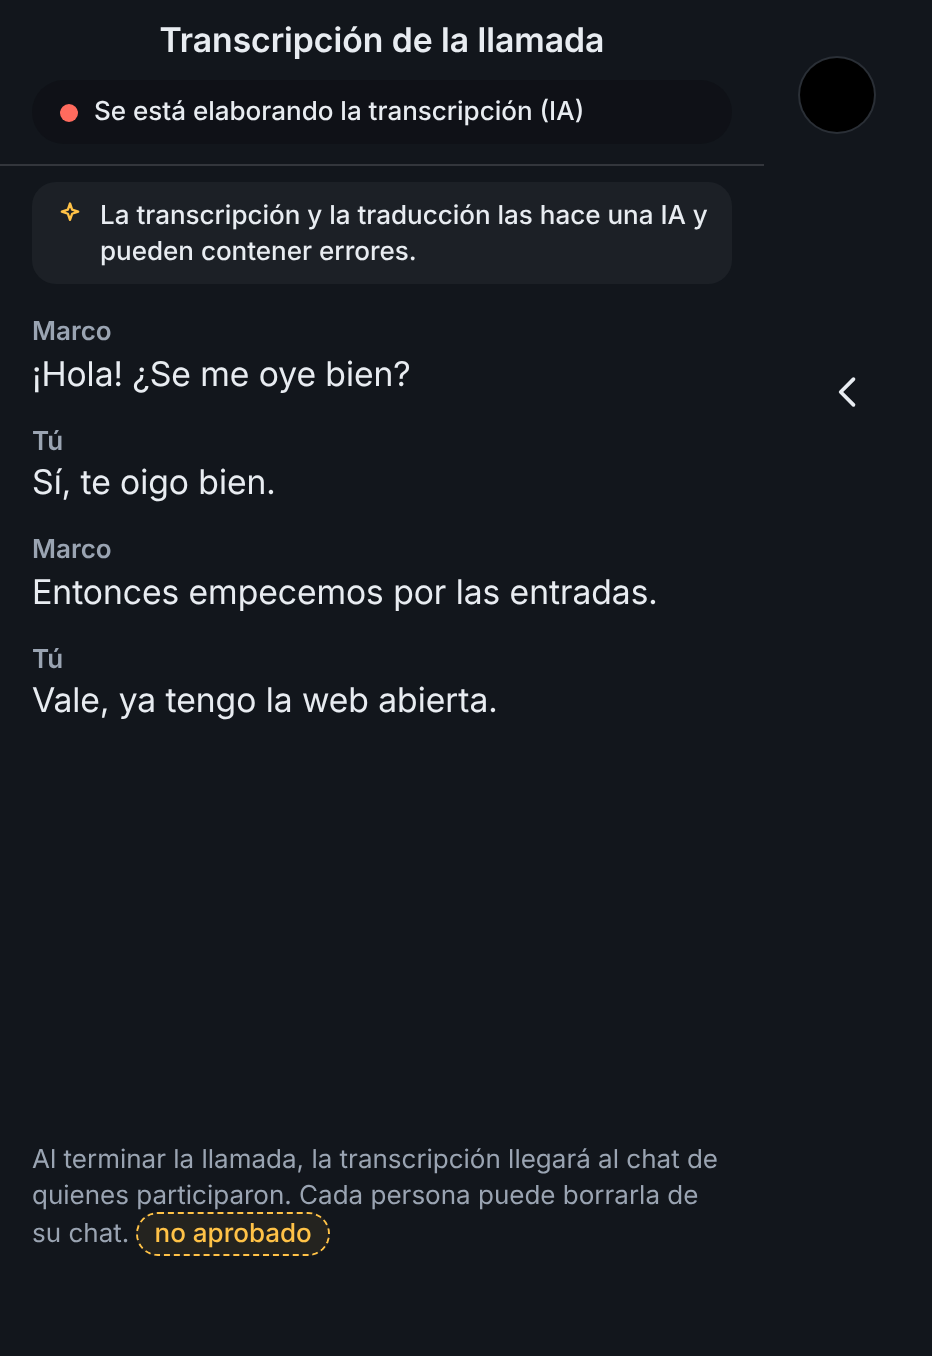 Transcripción de la llamada
Se está elaborando la transcripción (IA)
La transcripción y la traducción las hace una IA y
pueden contener errores.
Marco
¡Hola! ¿Se me oye bien?
Tú
Sí, te oigo bien.
Marco
Entonces empecemos por las entradas.
Tú
Vale, ya tengo la web abierta.
Al terminar la llamada, la transcripción llegará al chat de
quienes participaron. Cada persona puede borrarla de
su chat. no aprobado